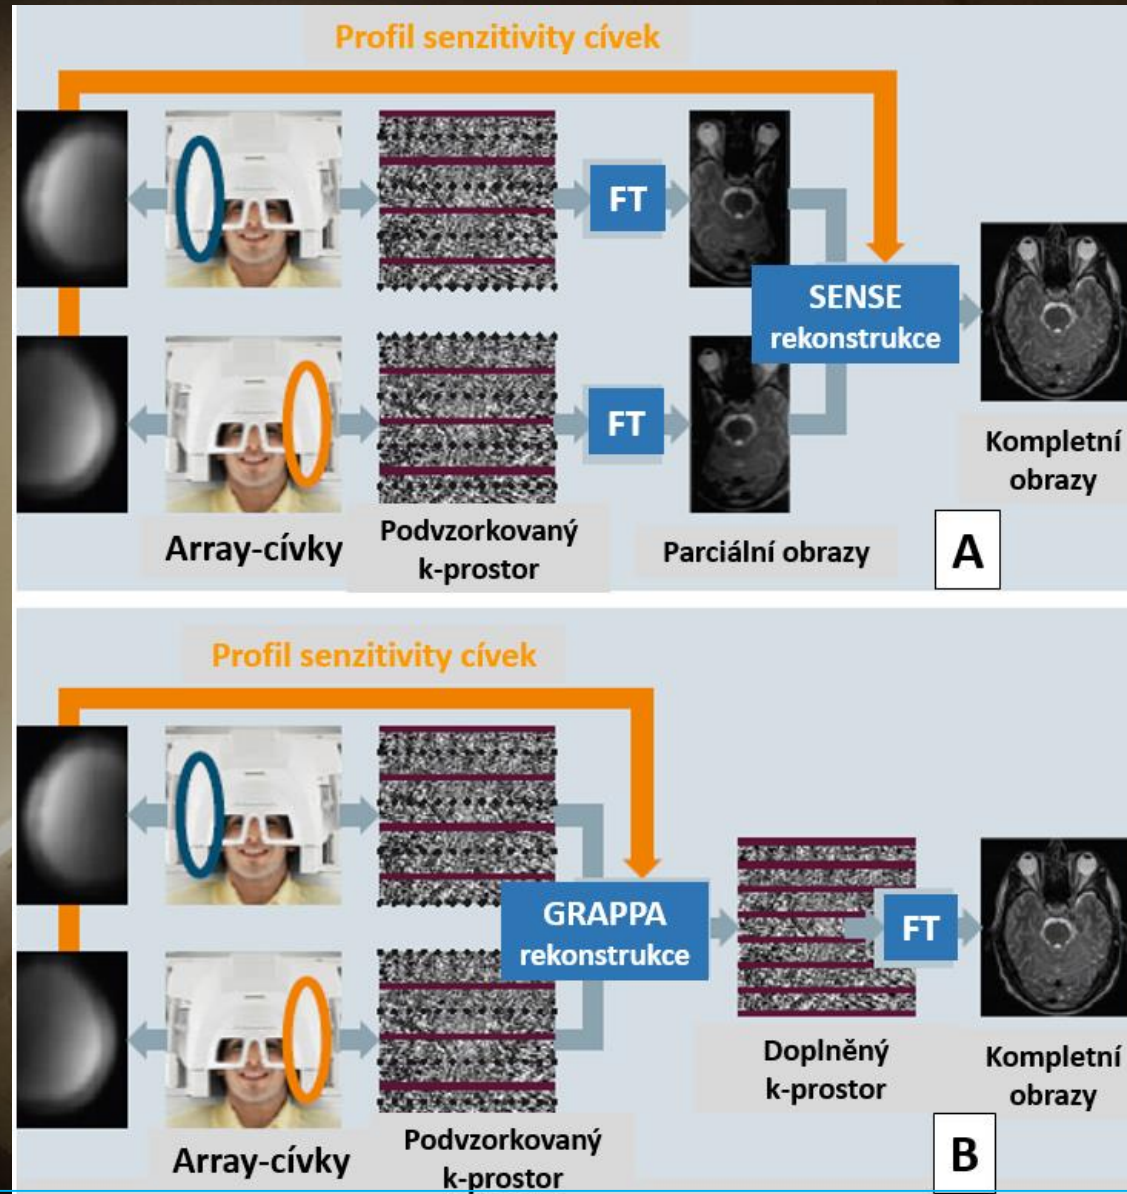 Profil senzitivity cívek
FT
SENSE
rekonstrukce
FT
Kompletní
obrazy
Array-cívky
Podvzorkovaný
k-prostor
Parciální obrazy
A
Profil senzitivity cívek
GRAPPA
rekonstrukce
FT
Doplněný
k-prostor
Kompletní
obrazy
Array-cívky
Podvzorkovaný
k-prostor
B